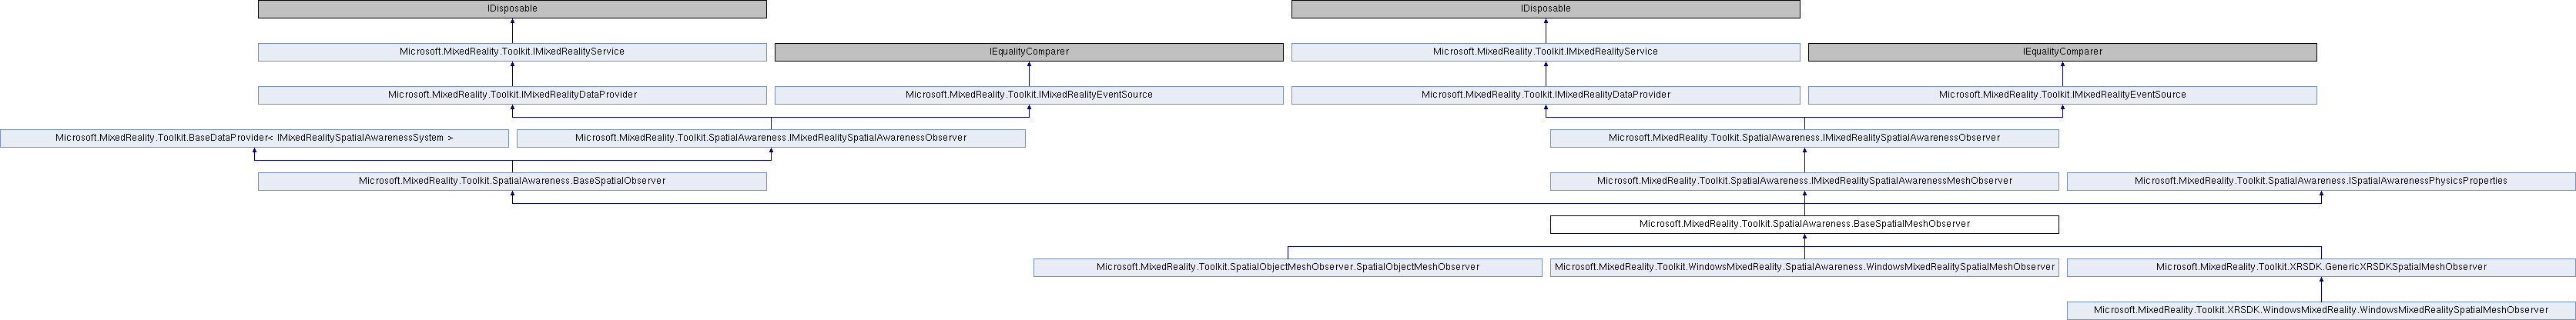 IDisposable
IDisposable
Microsoft.MixedReality.Toolkit.IMixedRealityService
IEqualityComparer
Microsoft.MixedReality.Toolkit.IMixedRealityService
IEqualityComparer
Microsoft.MixedReality.Toolkit.IMixedRealityDataProvider
Microsoft.MixedReality.Toolkit.IMixedRealityEventSource
Microsoft.MixedReality.Toolkit.IMixedRealityDataProvider
Microsoft.MixedReality.Toolkit.IMixedRealityEventSource
Microsoft.MixedReality.Toolkit.BaseDataProvider< IMixedRealitySpatialAwarenessSystem >
Microsoft.MixedReality.Toolkit.SpatialAwareness.IMixedRealitySpatialAwarenessObserver
Microsoft.MixedReality.Toolkit.SpatialAwareness.IMixedRealitySpatialAwarenessObserver
Microsoft.MixedReality.Toolkit.SpatialAwareness.BaseSpatialObserver
Microsoft.MixedReality.Toolkit.SpatialAwareness.IMixedRealitySpatialAwarenessMeshObserver
Microsoft.MixedReality.Toolkit.SpatialAwareness.ISpatialAwarenessPhysicsProperties
Microsoft.MixedReality.Toolkit.SpatialAwareness.BaseSpatialMeshObserver
Microsoft.MixedReality.Toolkit.SpatialObjectMeshObserver.SpatialObjectMeshObserver
Microsoft.MixedReality.Toolkit.WindowsMixedReality.SpatialAwareness.WindowsMixedRealitySpatialMeshObserver
Microsoft.MixedReality.Toolkit.XRSDK.GenericXRSDKSpatialMeshObserver
Microsoft.MixedReality.Toolkit.XRSDK.WindowsMixedReality.WindowsMixedRealitySpatialMeshObserver